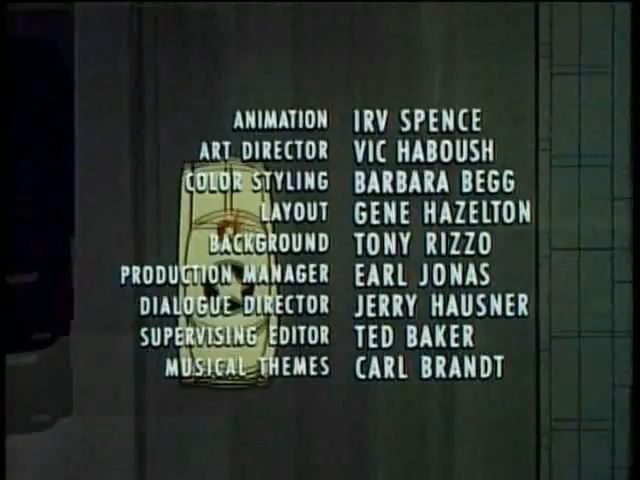 ANIMATION IRV SPENCE
ART DIRECTOR VIC HABOUSH
COLOR STYLING BARBARA BEGG
LAYOUT GENE HAZELTON
BACKGROUND TONY RIZZO
PRODUCTION MANAGER EARL JONAS
DIALOGUE DIRECTOR JERRY HAUSNER
SUPERVISING EDITOR TED BAKER
MUSICAL THEMES CARL BRANDT